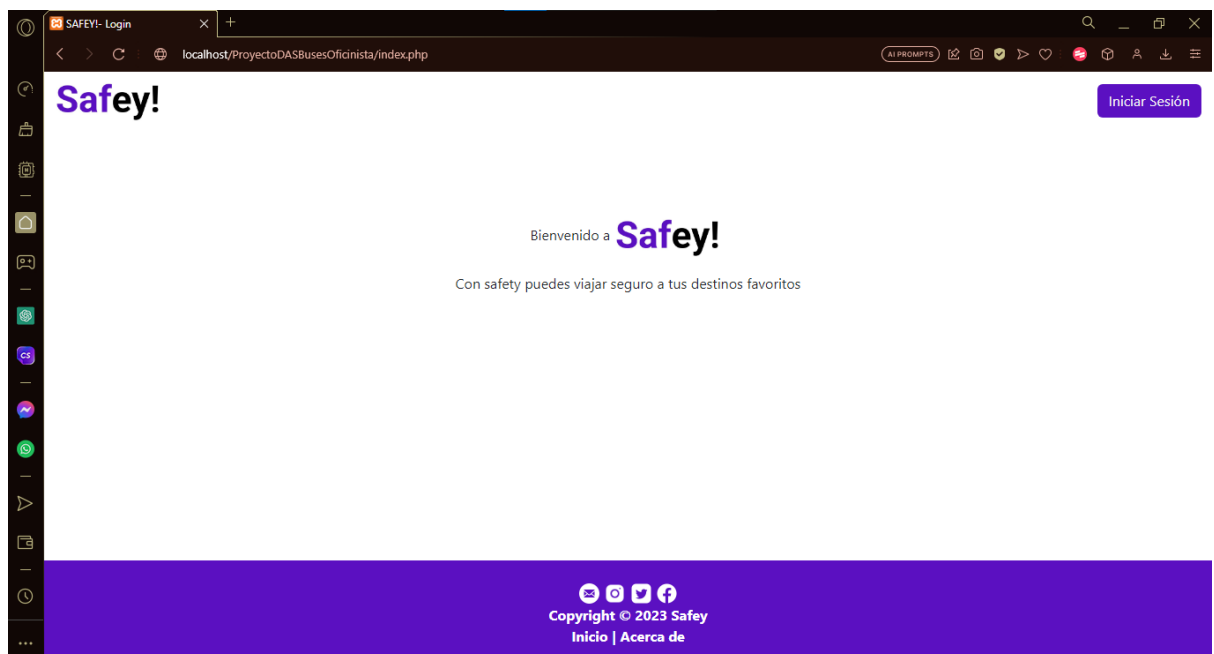 SAFEY!- Login
localhost/ProyectoDASBusesOficinista/index.php
AI PROMPTS
CS
Safey!
Iniciar Sesión
Bienvenido a Safey!
Con safety puedes viajar seguro a tus destinos favoritos
Copyright © 2023 Safey
Inicio | Acerca de